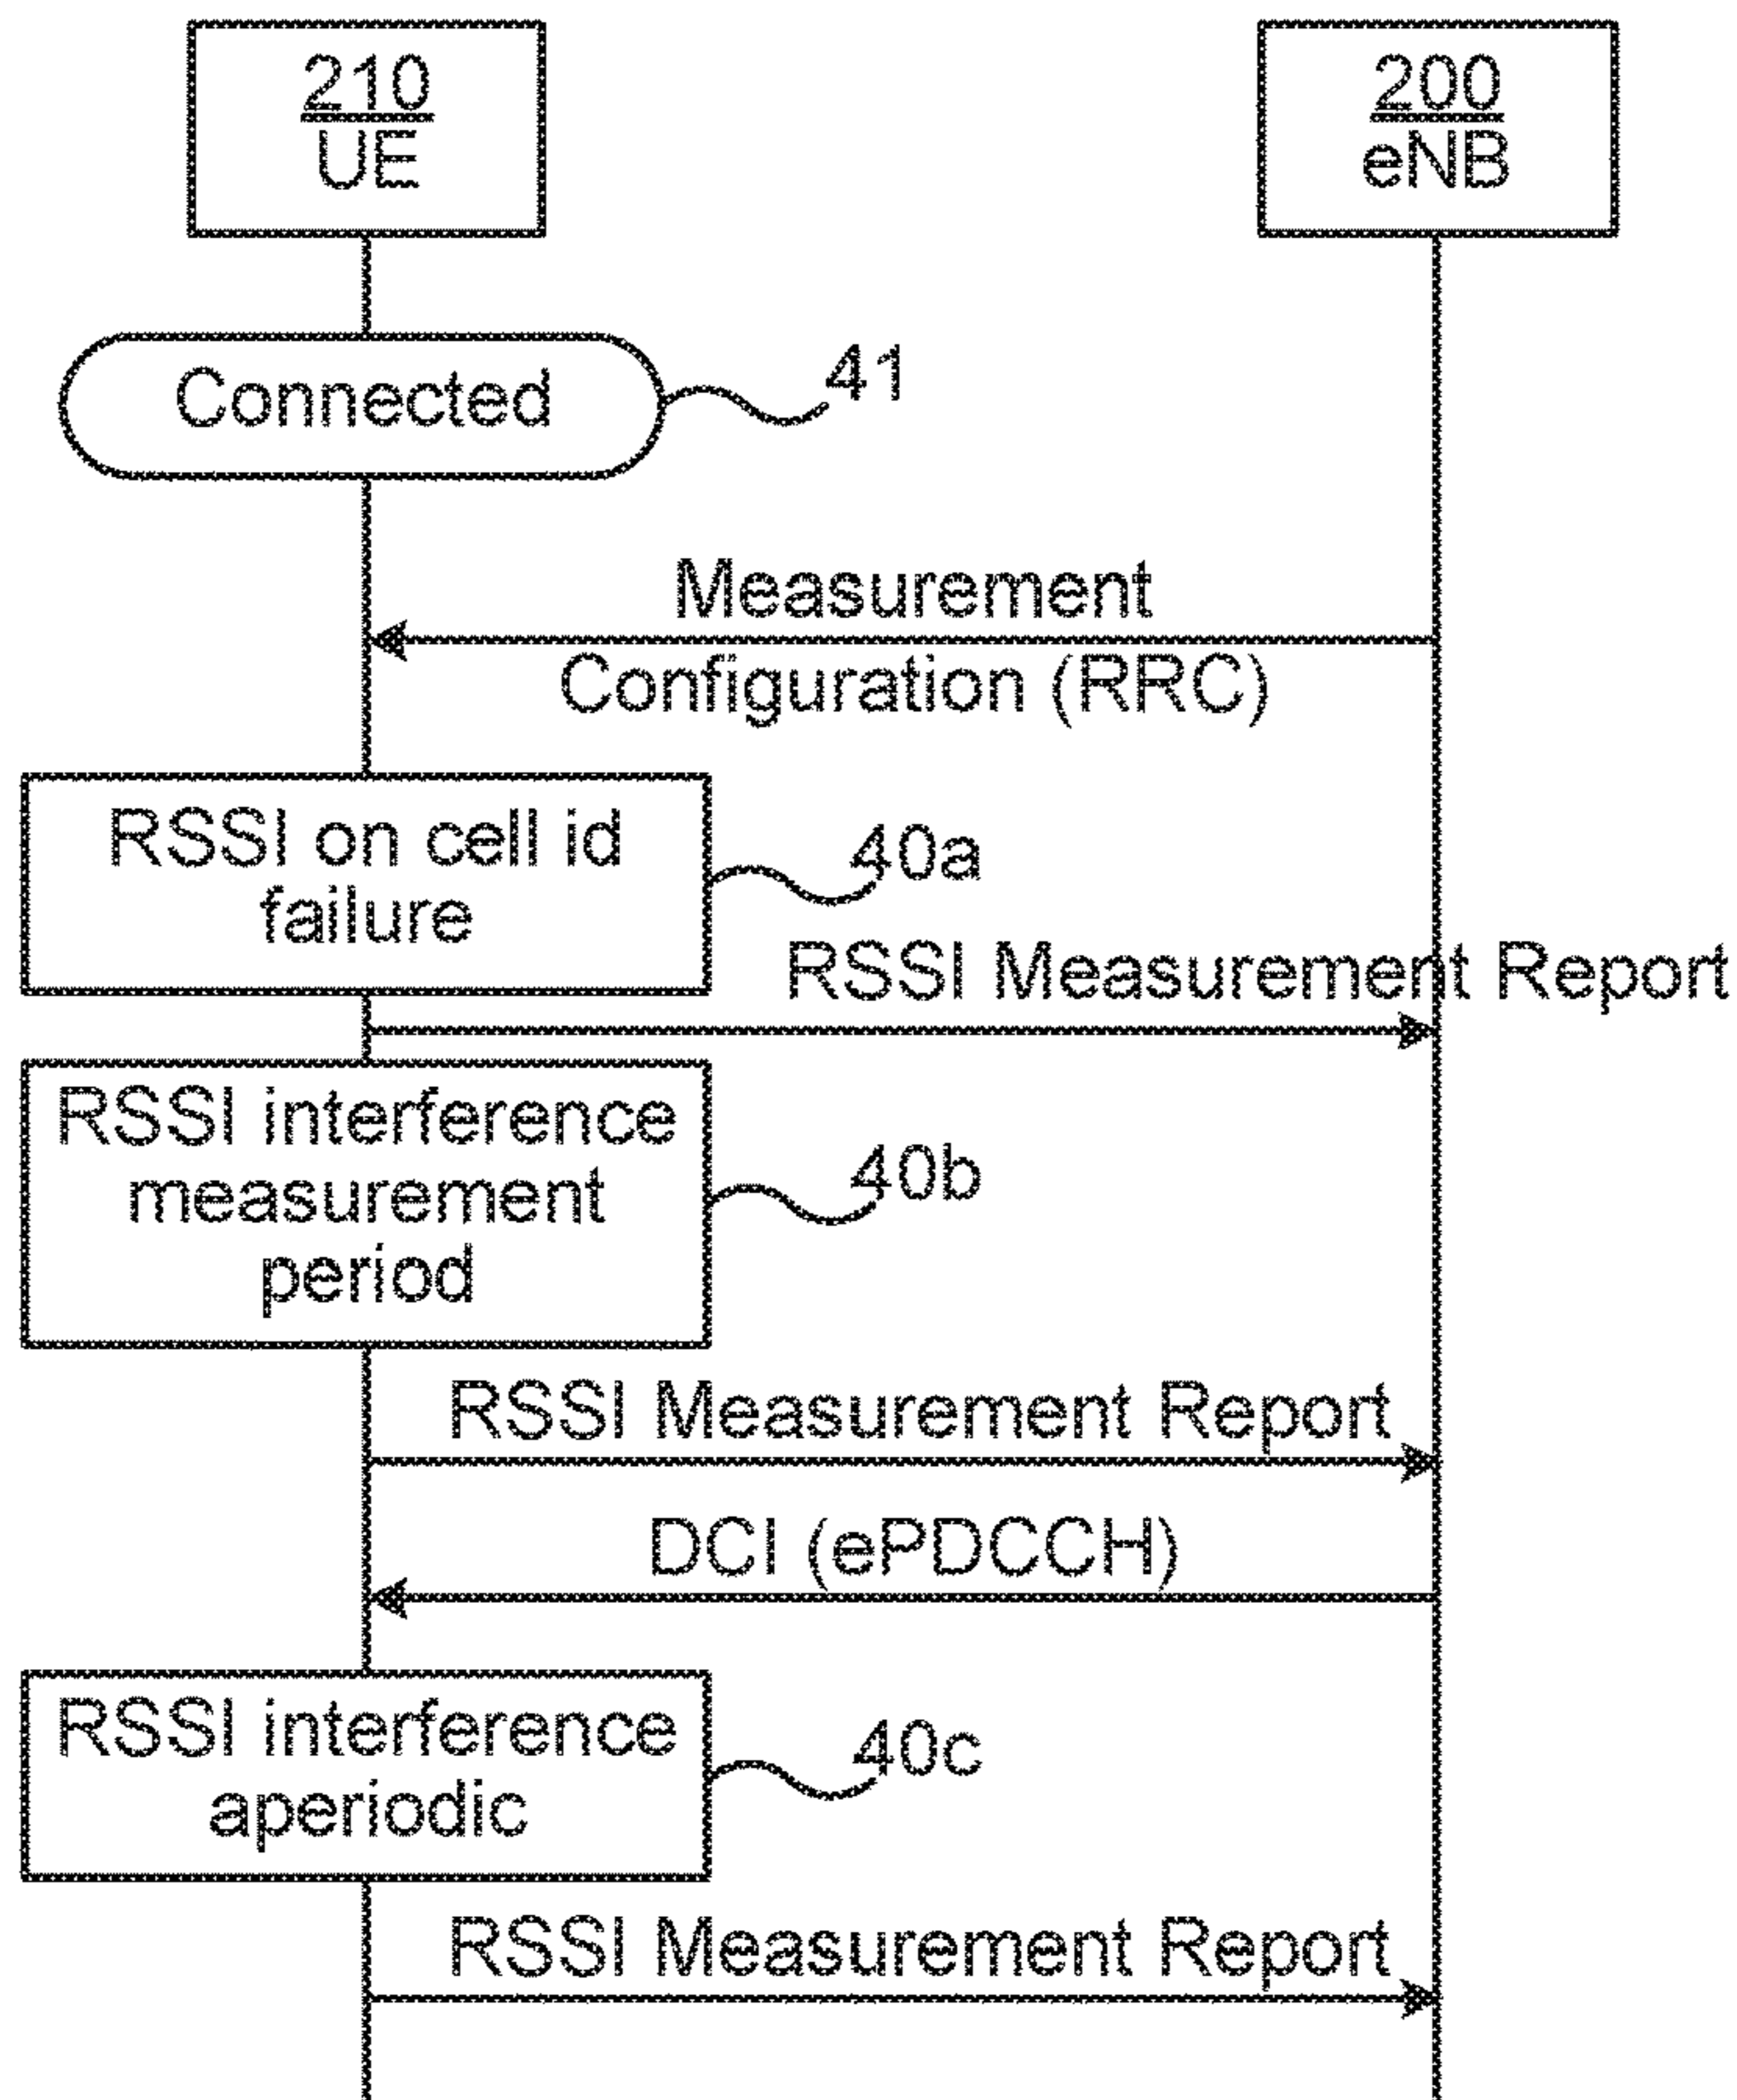 210
UE
200
eNB
Connected
41
Measurement
Configuration (RRC)
RSSI on cell id
failure
40a
RSSI Measurement Report
RSSI interference
measurement
period
40b
RSSI Measurement Report
DCI (ePDCCH)
RSSI interference
aperiodic
40c
RSSI Measurement Report